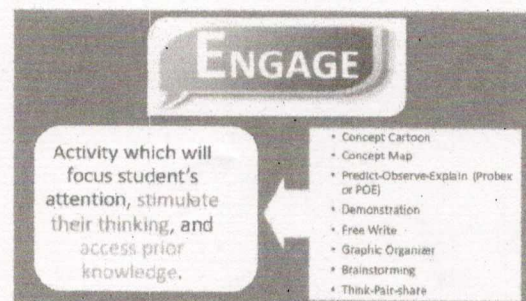 ENGAGE
Activity which will
focus student's
attention, stimulate
their thinking, and
access prior
knowledge.
• Concept Cartoon
• Concept Map
• Predict-Observe-Explain (Probex
or POE)
• Demonstration
• Free Write
• Graphic Organizer
• Brainstorming
• Think-Pair-share